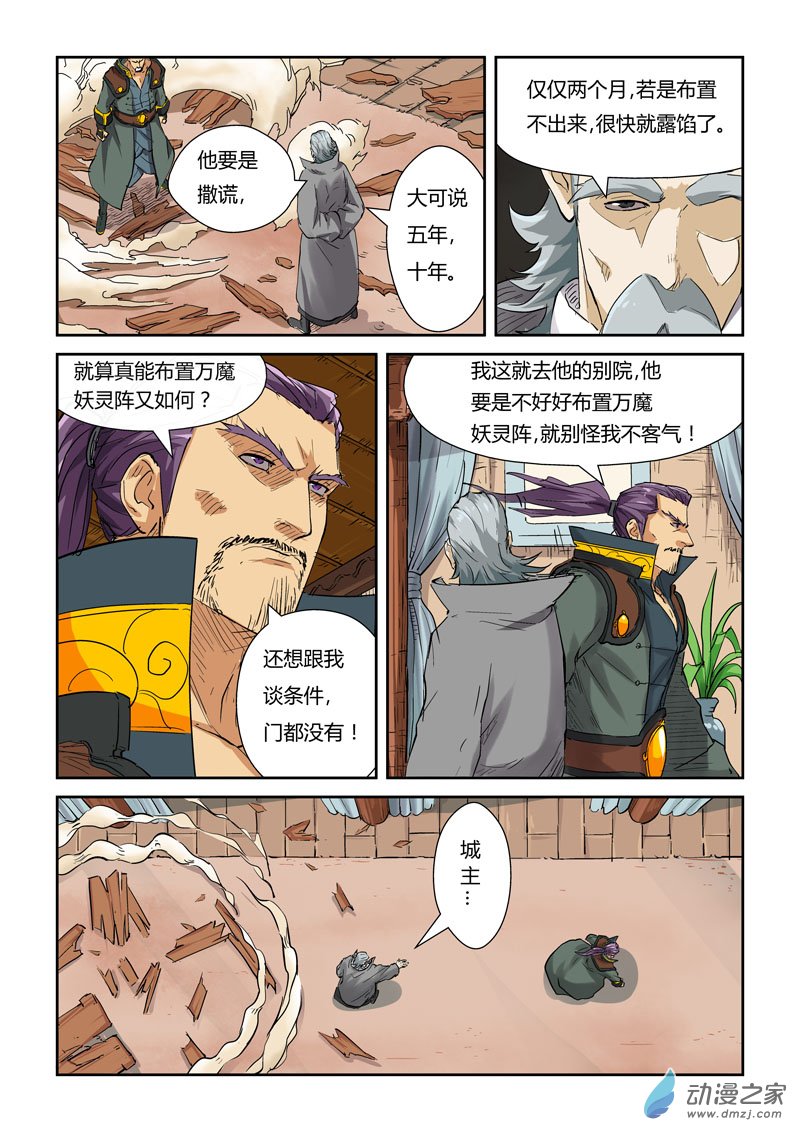 他要是
撒谎，
大可说
五年，
十年。
仅仅两个月，若是布置
不出来，很快就露馅了。
就算真能布置万魔
妖灵阵又如何？
还想跟我
谈条件，
门都没有！
我这就去他的别院，他
要是不好好布置万魔
妖灵阵，就别怪我不客气！
城
主
…
动漫之家
www.dmzj.com